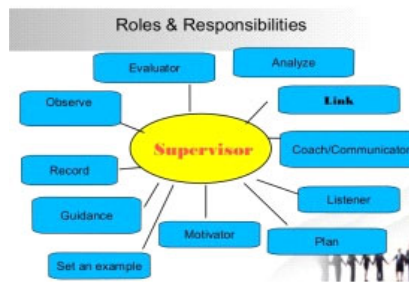 Roles & Responsibilities
Evaluator
Analyze
Observe
Link
Supervisor
Coach/Communicator
Record
Listener
Guidance
Motivator
Plan
Set an example